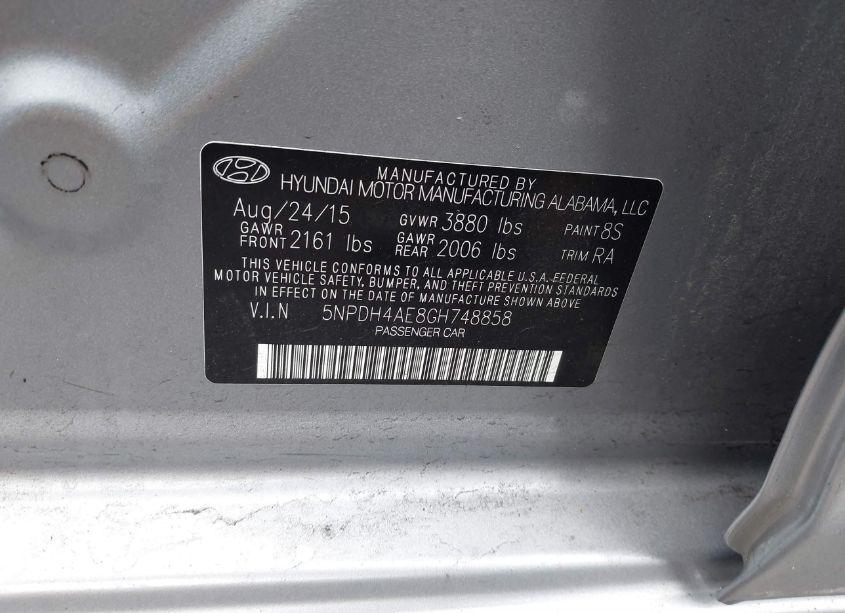 MANUFACTURED BY
HYUNDAI MOTOR MANUFACTURING ALABAMA, LLC
Aug/24/15 GVWR 3880 lbs PAINT 8S
GAWR FRONT 2161 lbs GAWR REAR 2006 lbs TRIM RA
THIS VEHICLE CONFORMS TO ALL APPLICABLE U.S.A. FEDERAL
MOTOR VEHICLE SAFETY, BUMPER, AND THEFT PREVENTION STANDARDS
IN EFFECT ON THE DATE OF MANUFACTURE SHOWN ABOVE
V.I.N 5NPDH4AE8GH748858
PASSENGER CAR